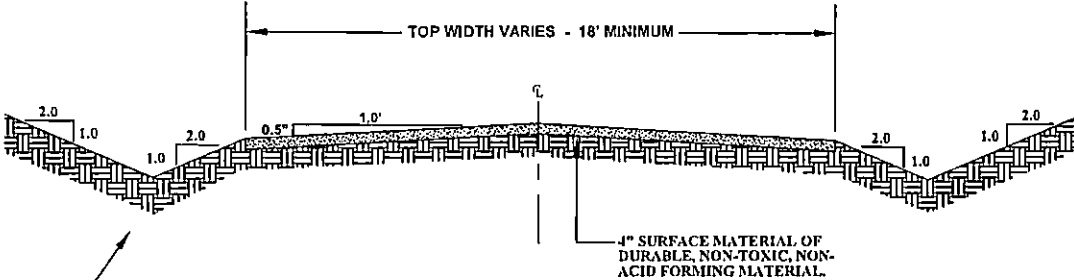 TOP WIDTH VARIES - 18' MINIMUM
℄
2.0
1.0
1.0
2.0
0.5"
1.0'
2.0
1.0
1.0
2.0
4" SURFACE MATERIAL OF
DURABLE, NON-TOXIC, NON-
ACID FORMING MATERIAL.